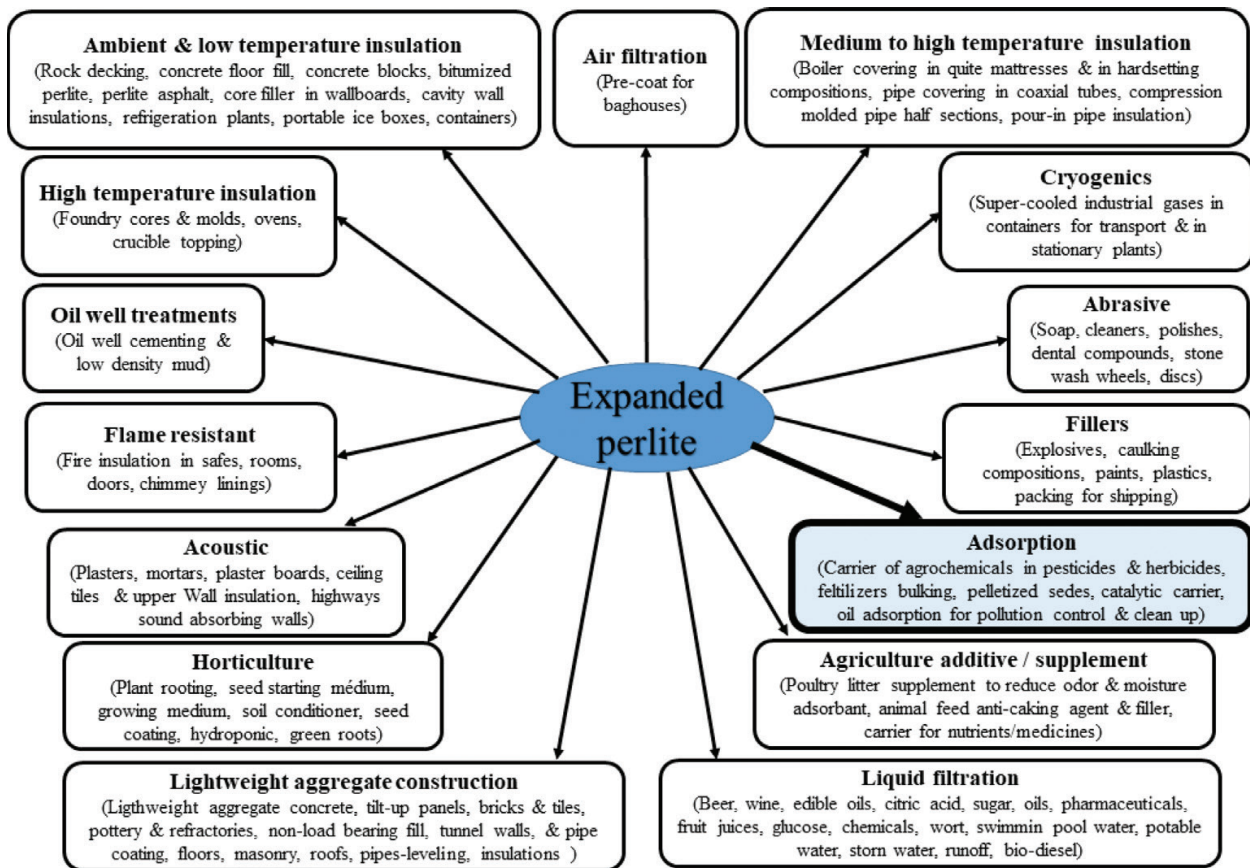 Ambient & low temperature insulation
(Rock decking, concrete floor fill, concrete blocks, bitumized
perlite, perlite asphalt, core filler in wallboards, cavity wall
insulations, refrigeration plants, portable ice boxes, containers)
Air filtration
(Pre-coat for
baghouses)
Medium to high temperature insulation
(Boiler covering in quite mattresses & in hardsetting
compositions, pipe covering in coaxial tubes, compression
molded pipe half sections, pour-in pipe insulation)
High temperature insulation
(Foundry cores & molds, ovens,
crucible topping)
Cryogenics
(Super-cooled industrial gases in
containers for transport & in
stationary plants)
Oil well treatments
(Oil well cementing &
low density mud)
Abrasive
(Soap, cleaners, polishes,
dental compounds, stone
wash wheels, discs)
Expanded
perlite
Flame resistant
(Fire insulation in safes, rooms,
doors, chimmey linings)
Fillers
(Explosives, caulking
compositions, paints, plastics,
packing for shipping)
Acoustic
(Plasters, mortars, plaster boards, ceiling
tiles & upper Wall insulation, highways
sound absorbing walls)
Adsorption
(Carrier of agrochemicals in pesticides & herbicides,
feltilizers bulking, pelletized sedes, catalytic carrier,
oil adsorption for pollution control & clean up)
Horticulture
(Plant rooting, seed starting médium,
growing medium, soil conditioner, seed
coating, hydroponic, green roots)
Agriculture additive / supplement
(Poultry litter supplement to reduce odor & moisture
adsorbant, animal feed anti-caking agent & filler,
carrier for nutrients/medicines)
Lightweight aggregate construction
(Ligthweight aggregate concrete, tilt-up panels, bricks & tiles,
pottery & refractories, non-load bearing fill, tunnel walls, & pipe
coating, floors, masonry, roofs, pipes-leveling, insulations )
Liquid filtration
(Beer, wine, edible oils, citric acid, sugar, oils, pharmaceuticals,
fruit juices, glucose, chemicals, wort, swimmin pool water, potable
water, storn water, runoff, bio-diesel)